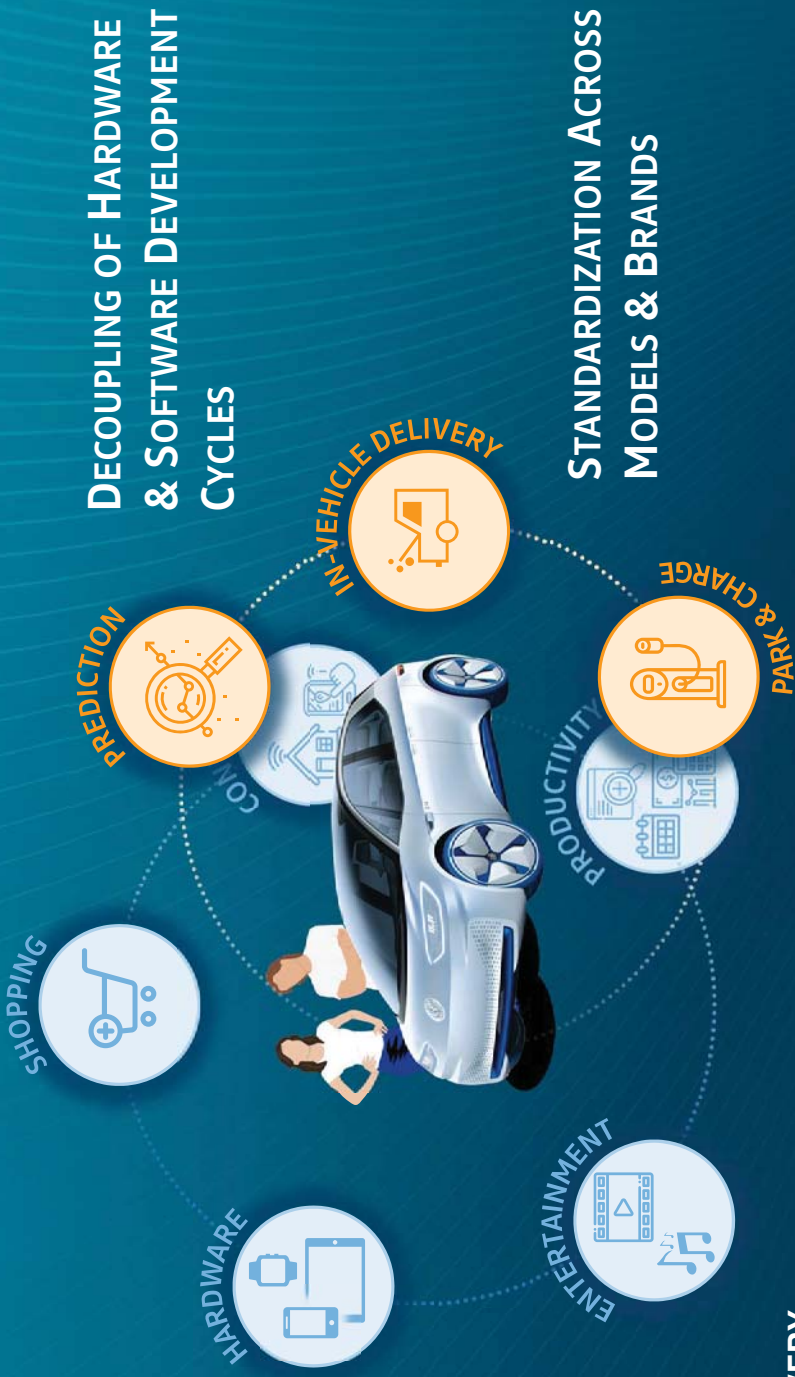 SHOPPING
HARDWARE
PREDICTION
CON
IN-VEHICLE DELIVERY
ENTERTAINMENT
PRODUCTIVITY
PARK & CHARGE
DECOUPLING OF HARDWARE
& SOFTWARE DEVELOPMENT
CYCLES
STANDARDIZATION ACROSS
MODELS & BRANDS